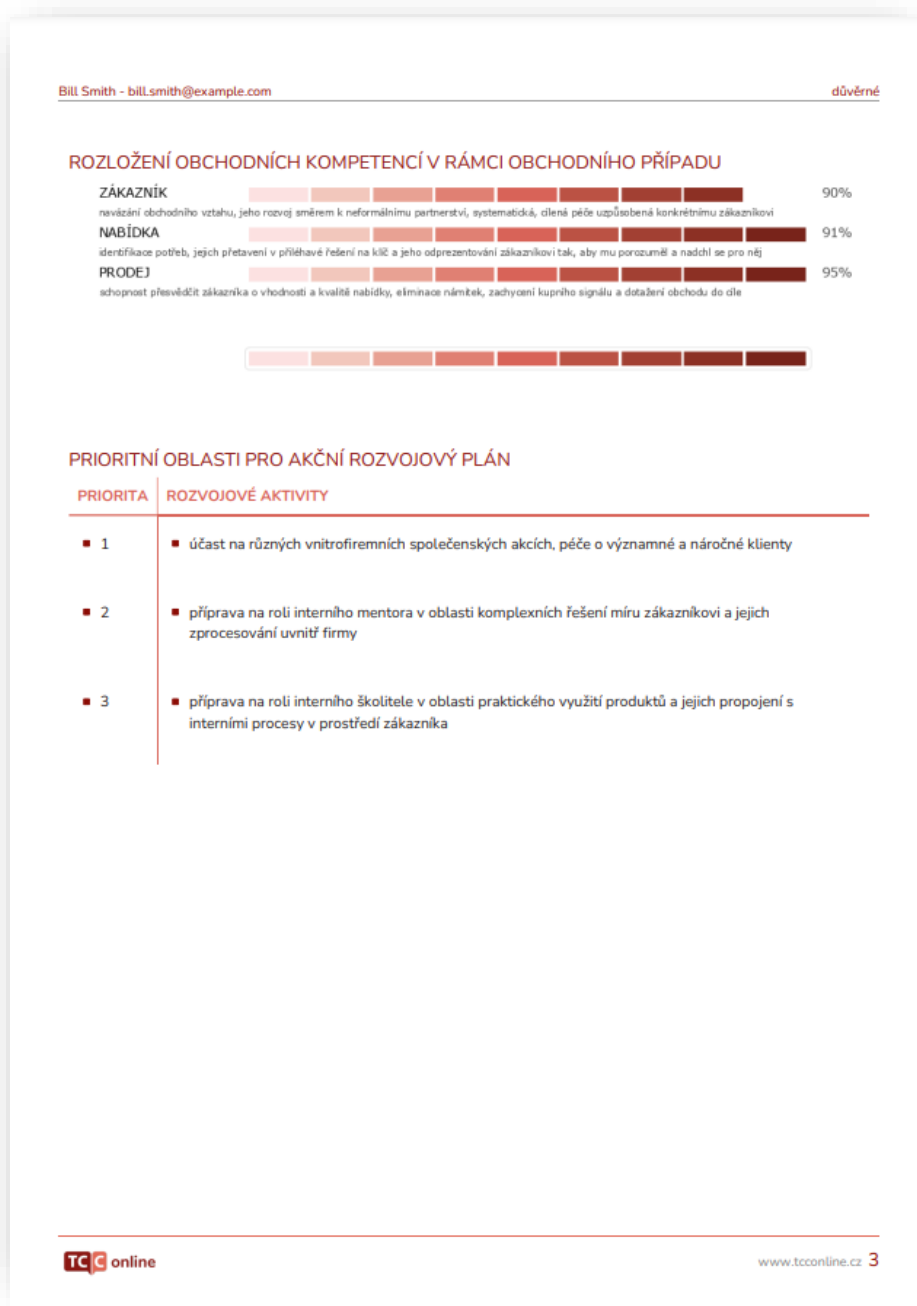 Bill Smith - bill.smith@example.com důvěrné
ROZLOŽENÍ OBCHODNÍCH KOMPETENCÍ V RÁMCI OBCHODNÍHO PŘÍPADU
ZÁKAZNÍK 90%
navázání obchodního vztahu, jeho rozvoj směrem k neformálnímu partnerství, systematická, cílená péče uzpůsobená konkrétnímu zákazníkovi
NABÍDKA 91%
identifikace potřeb, jejich přetavení v přiléhavé řešení na klíč a jeho odprezentování zákazníkovi tak, aby mu porozuměl a nadchl se pro něj
PRODEJ 95%
schopnost přesvědčit zákazníka o vhodnosti a kvalitě nabídky, eliminace námitek, zachycení kupního signálu a dotažení obchodu do cíle
PRIORITNÍ OBLASTI PRO AKČNÍ ROZVOJOVÝ PLÁN
PRIORITA ROZVOJOVÉ AKTIVITY
1 účast na různých vnitrofiremních společenských akcích, péče o významné a náročné klienty
2 příprava na roli interního mentora v oblasti komplexních řešení míru zákazníkovi a jejich
zprocesování uvnitř firmy
3 příprava na roli interního školitele v oblasti praktického využití produktů a jejich propojení s
interními procesy v prostředí zákazníka
TCC online www.tcconline.cz 3